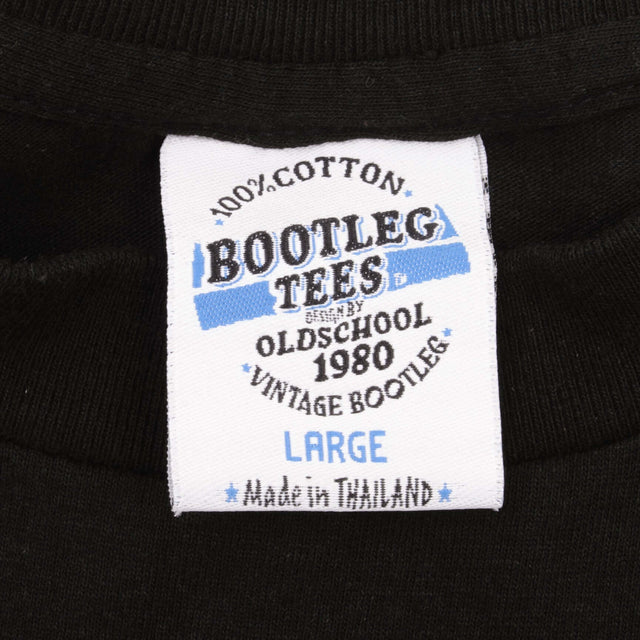 100% COTTON
BOOTLEG
TEES
DESIGN BY
OLDSCHOOL
1980
VINTAGE BOOTLEG
LARGE
Made in THAILAND